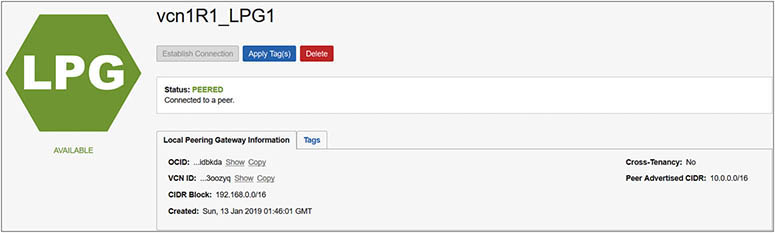 vcn1R1_LPG1
LPG
AVAILABLE
Establish Connection Apply Tag(s) Delete
Status: PEERED
Connected to a peer.
Local Peering Gateway Information Tags
OCID: ...idbkda Show Copy
VCN ID: ...3oozyq Show Copy
CIDR Block: 192.168.0.0/16
Created: Sun, 13 Jan 2019 01:46:01 GMT
Cross-Tenancy: No
Peer Advertised CIDR: 10.0.0.0/16